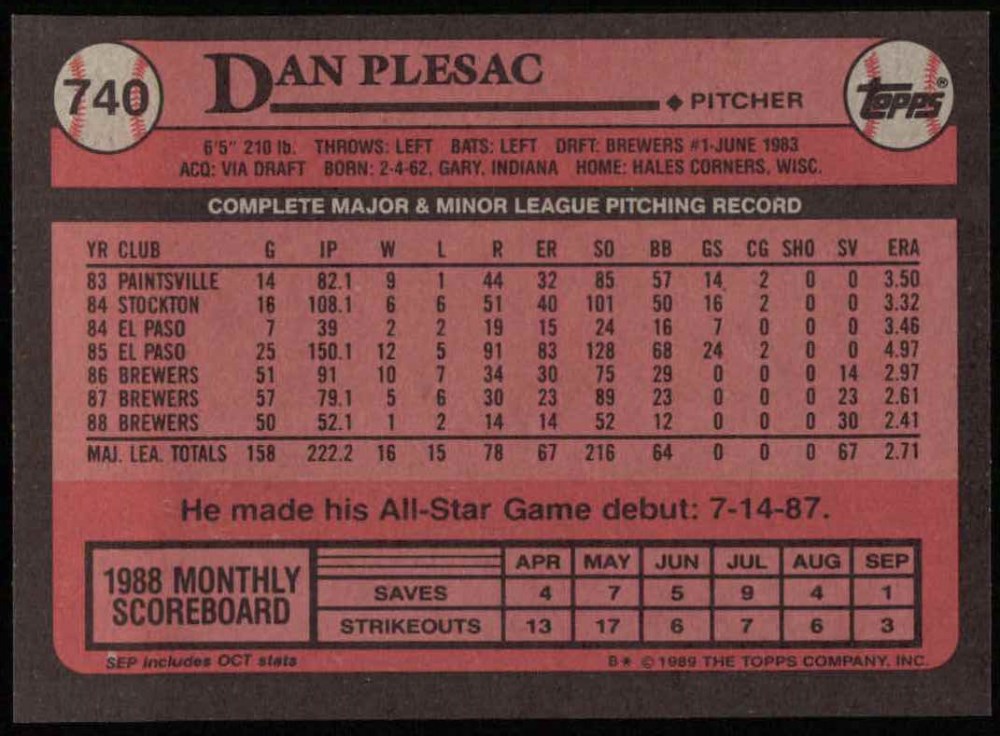 740
DAN PLESAC
PITCHER
TOPPS®
6'5" 210 lb. THROWS: LEFT BATS: LEFT DRFT: BREWERS #1-JUNE 1983
ACQ: VIA DRAFT BORN: 2-4-62, GARY, INDIANA HOME: HALES CORNERS, WISC.
COMPLETE MAJOR & MINOR LEAGUE PITCHING RECORD
YR CLUB G IP W L R ER SO BB GS CG SHO SV ERA
83 PAINTSVILLE 14 82.1 9 1 44 32 85 57 14 2 0 0 3.50
84 STOCKTON 16 108.1 6 6 51 40 101 50 16 2 0 0 3.32
84 EL PASO 7 39 2 2 19 15 24 16 7 0 0 0 3.46
85 EL PASO 25 150.1 12 5 91 83 128 68 24 2 0 0 4.97
86 BREWERS 51 91 10 7 34 30 75 29 0 0 0 14 2.97
87 BREWERS 57 79.1 5 6 30 23 89 23 0 0 0 23 2.61
88 BREWERS 50 52.1 1 2 14 14 52 12 0 0 0 30 2.41
MAJ. LEA. TOTALS 158 222.2 16 15 78 67 216 64 0 0 0 67 2.71
He made his All-Star Game debut: 7-14-87.
1988 MONTHLY
SCOREBOARD
APR MAY JUN JUL AUG SEP
SAVES 4 7 5 9 4 1
STRIKEOUTS 13 17 6 7 6 3
SEP includes OCT stats
B* © 1989 THE TOPPS COMPANY, INC.